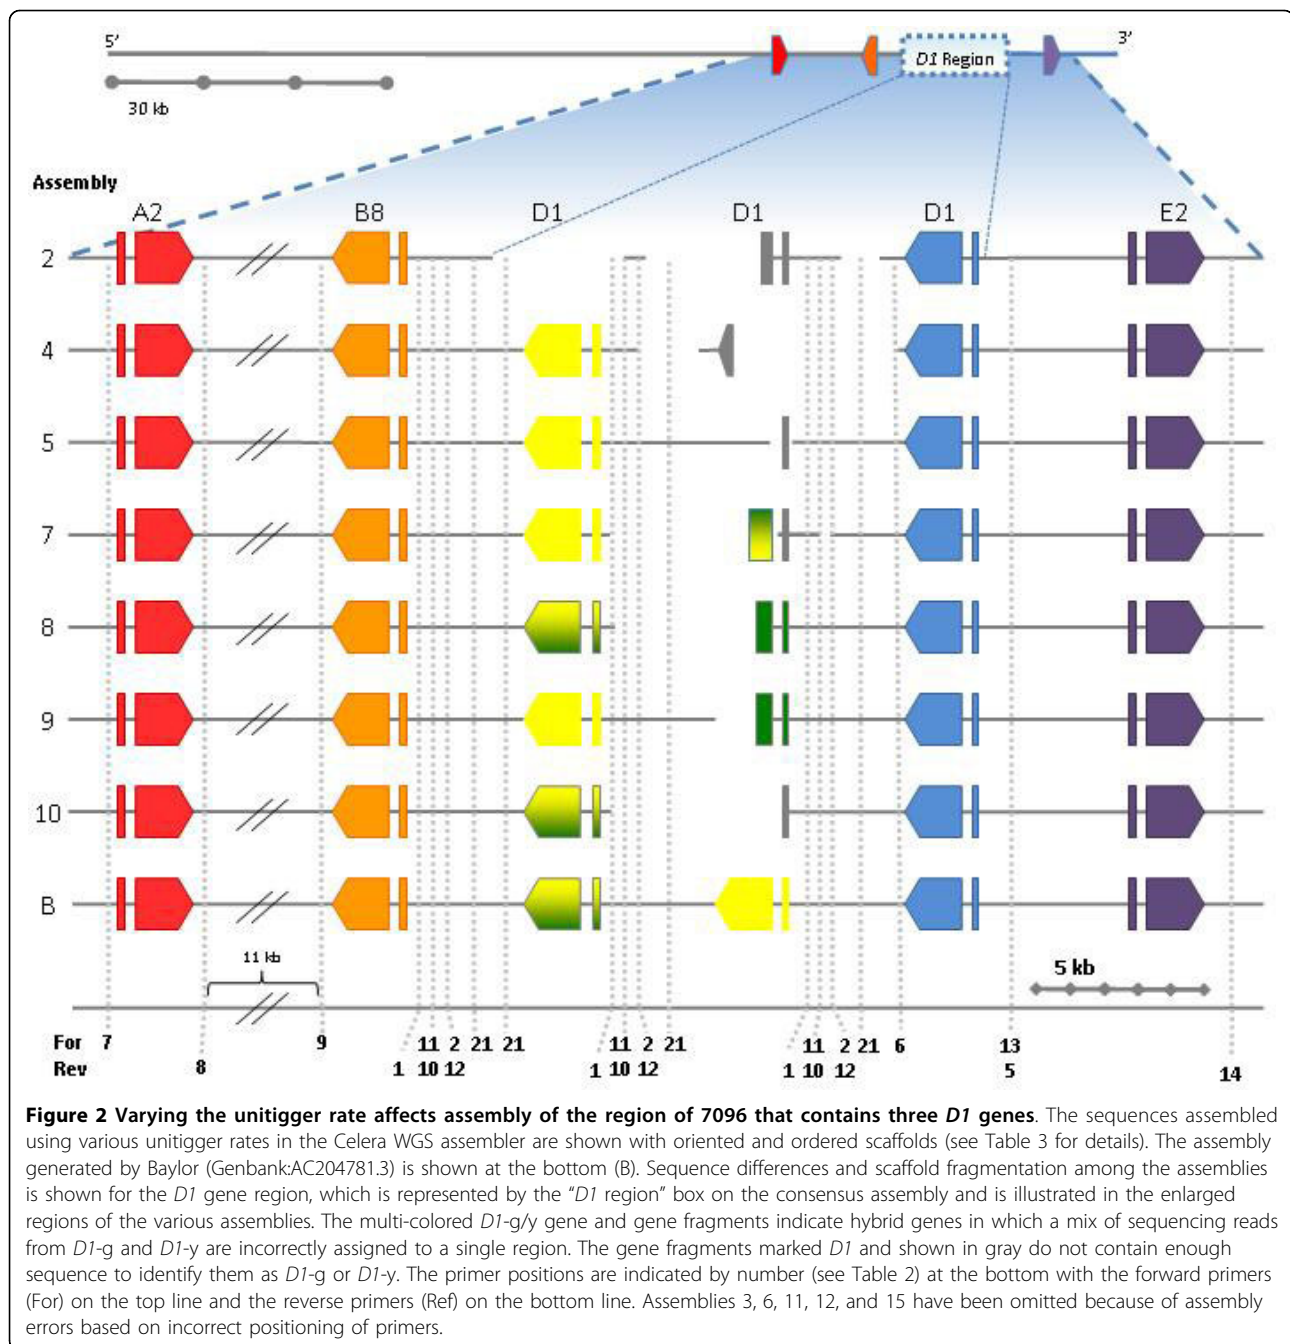 5’
3’
D1 Region
30 kb
Assembly
A2 B8 D1 D1 D1 E2
2
4
5
7
8
9
10
B
11 kb
5 kb
For 7 9 11 2 21 21 11 2 21 11 2 21 6 13
Rev 8 1 10 12 1 10 12 1 10 12 5 14
Figure 2 Varying the unitigger rate affects assembly of the region of 7096 that contains three D1 genes. The sequences assembled
using various unitigger rates in the Celera WGS assembler are shown with oriented and ordered scaffolds (see Table 3 for details). The assembly
generated by Baylor (Genbank:AC204781.3) is shown at the bottom (B). Sequence differences and scaffold fragmentation among the assemblies
is shown for the D1 gene region, which is represented by the “D1 region” box on the consensus assembly and is illustrated in the enlarged
regions of the various assemblies. The multi-colored D1-g/y gene and gene fragments indicate hybrid genes in which a mix of sequencing reads
from D1-g and D1-y are incorrectly assigned to a single region. The gene fragments marked D1 and shown in gray do not contain enough
sequence to identify them as D1-g or D1-y. The primer positions are indicated by number (see Table 2) at the bottom with the forward primers
(For) on the top line and the reverse primers (Ref) on the bottom line. Assemblies 3, 6, 11, 12, and 15 have been omitted because of assembly
errors based on incorrect positioning of primers.